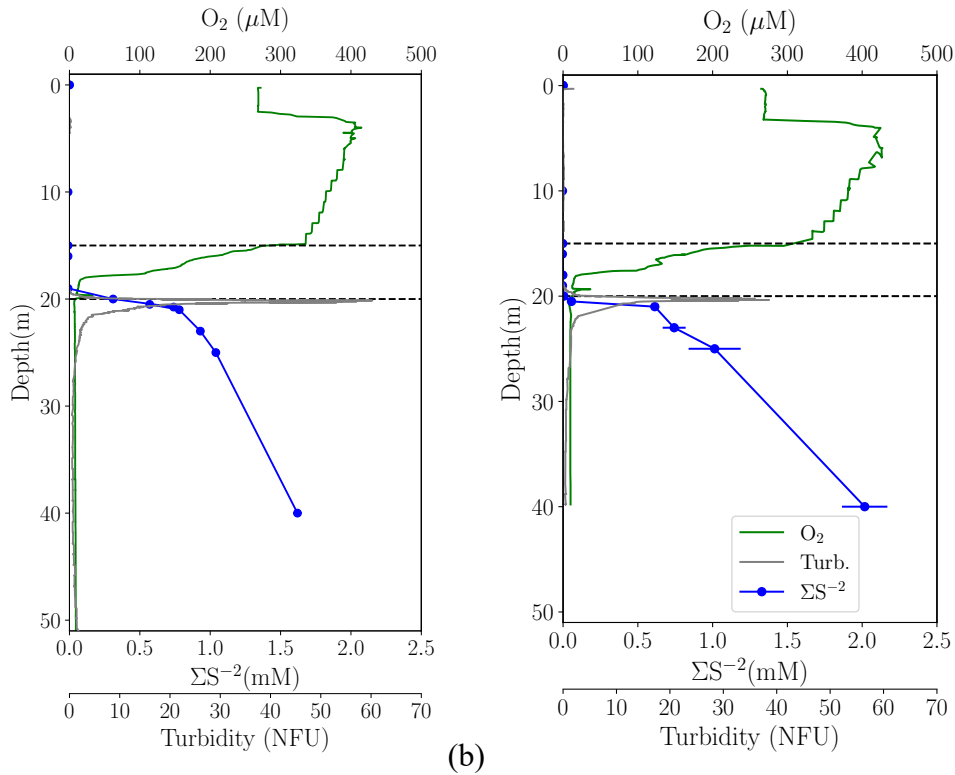 O₂ (μM)
0 100 200 300 400 500
0
10
20
30
40
50
Depth(m)
0.0 0.5 1.0 1.5 2.0 2.5
ΣS⁻²(mM)
0 10 20 30 40 50 60 70
Turbidity (NFU)
(b)
O₂ (μM)
0 100 200 300 400 500
0
10
20
30
40
50
Depth(m)
O₂
Turb.
ΣS⁻²
0.0 0.5 1.0 1.5 2.0 2.5
ΣS⁻²(mM)
0 10 20 30 40 50 60 70
Turbidity (NFU)